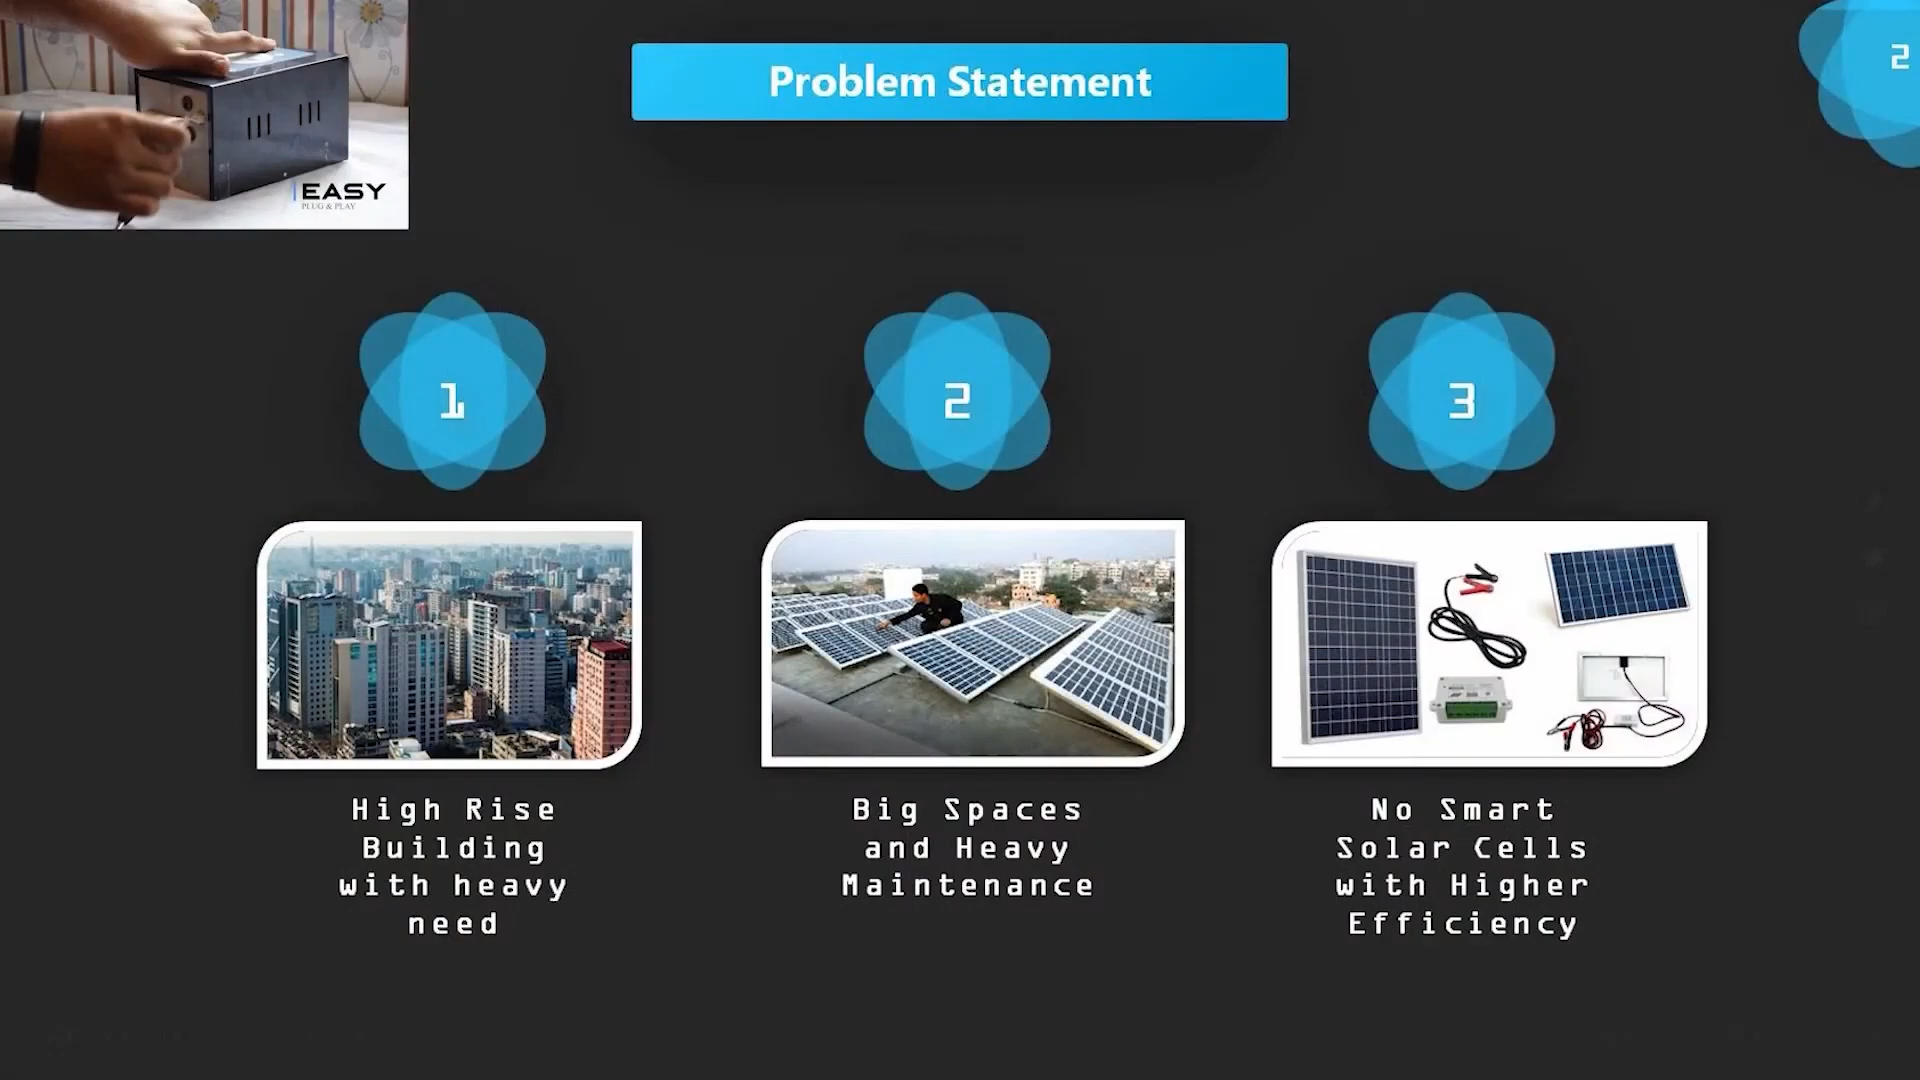 Problem Statement
2
EASY
PLUG & PLAY
1
2
3
High Rise
Building
with heavy
need
Big Spaces
and Heavy
Maintenance
No Smart
Solar Cells
with Higher
Efficiency